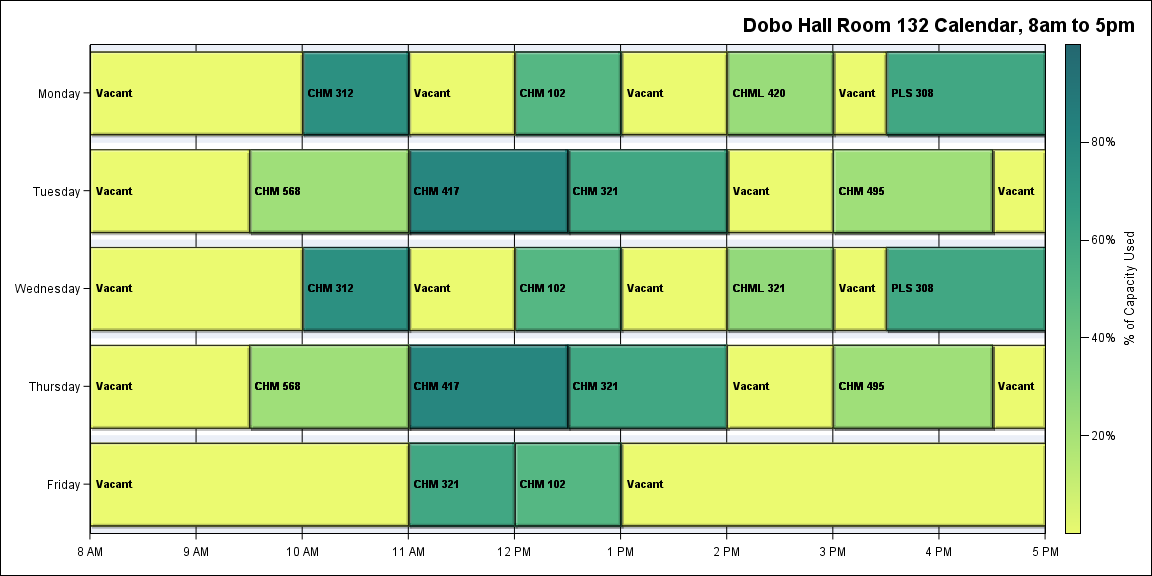 Dobo Hall Room 132 Calendar, 8am to 5pm
Monday
Vacant
CHM 312
Vacant
CHM 102
Vacant
CHML 420
Vacant
PLS 308
Tuesday
Vacant
CHM 568
CHM 417
CHM 321
Vacant
CHM 495
Vacant
Wednesday
Vacant
CHM 312
Vacant
CHM 102
Vacant
CHML 321
Vacant
PLS 308
Thursday
Vacant
CHM 568
CHM 417
CHM 321
Vacant
CHM 495
Vacant
Friday
Vacant
CHM 321
CHM 102
Vacant
8 AM
9 AM
10 AM
11 AM
12 PM
1 PM
2 PM
3 PM
4 PM
5 PM
80%
60%
40%
20%
% of Capacity Used